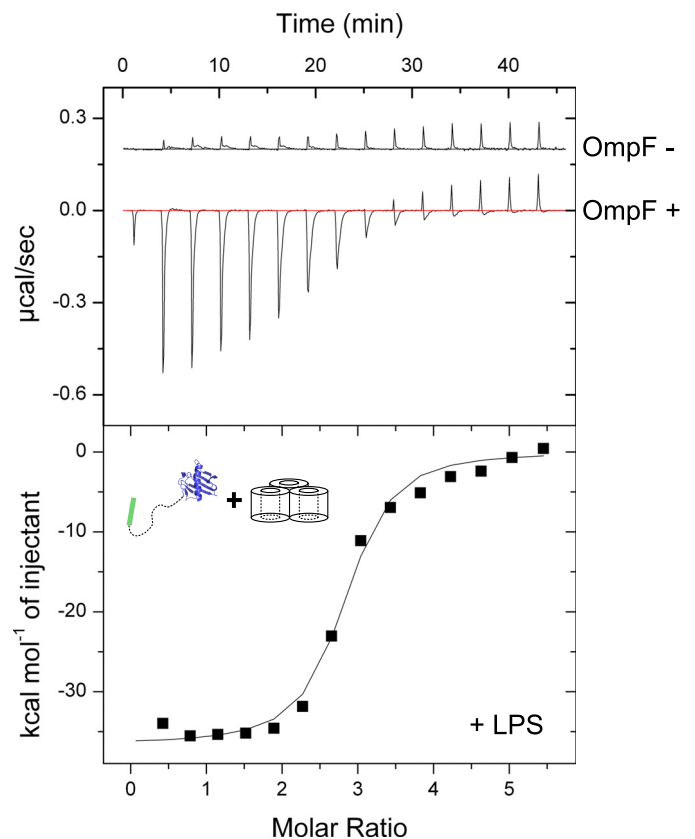 Time (min)
0 10 20 30 40
0.3
OmpF -
0.0
OmpF +
µcal/sec
-0.3
-0.6
0
+
-10
kcal mol⁻¹ of injectant
-20
-30
+ LPS
0 1 2 3 4 5
Molar Ratio